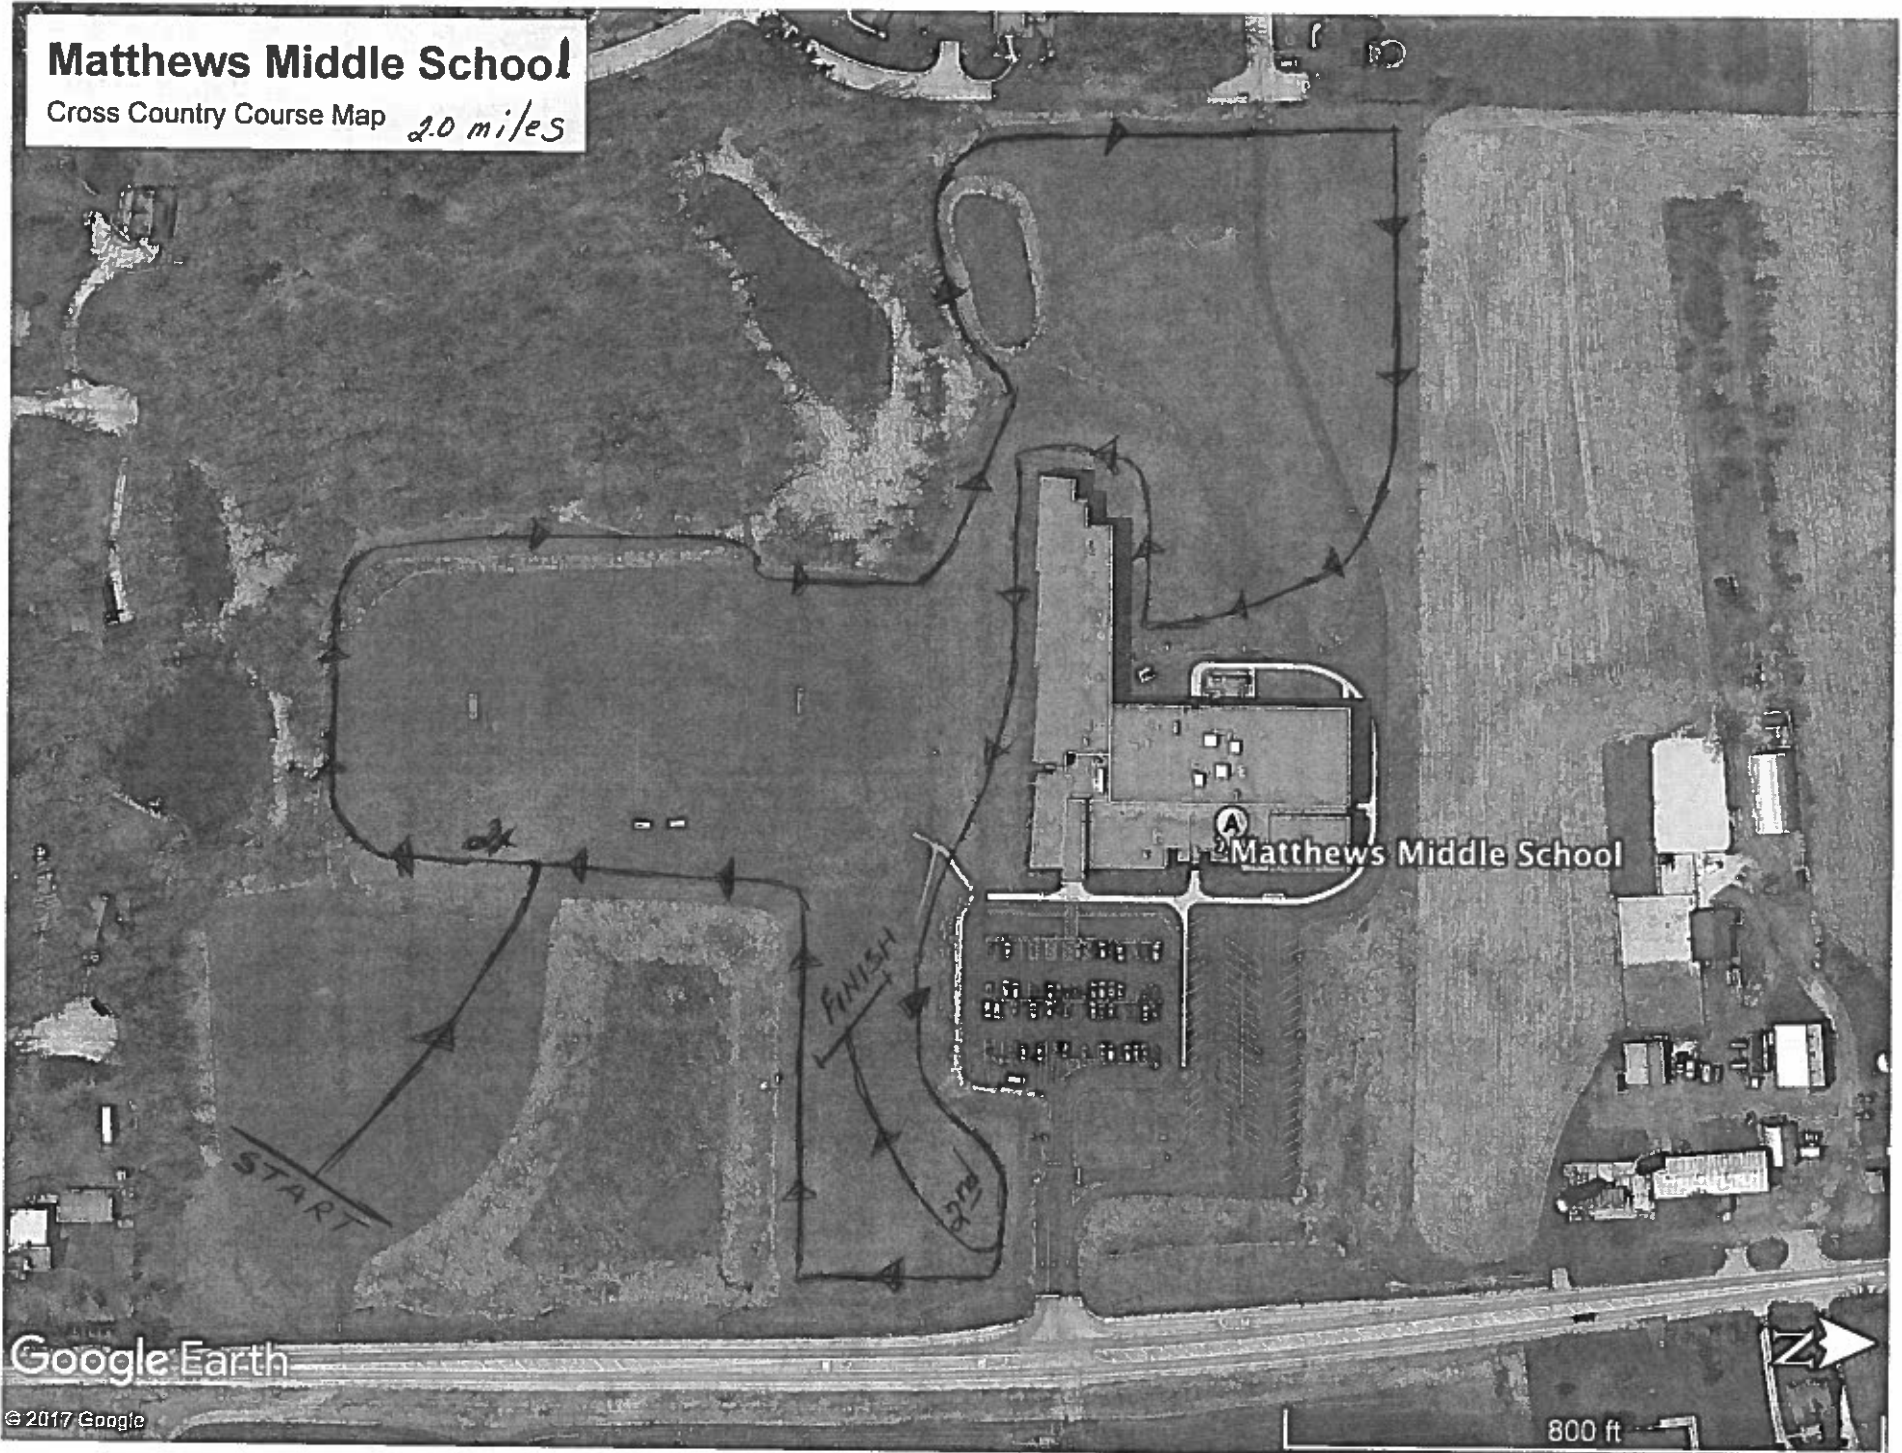 Matthews Middle School
Cross Country Course Map 2.0 miles
Matthews Middle School
A
FINISH
START
2nd
Google Earth
© 2017 Google
800 ft
N